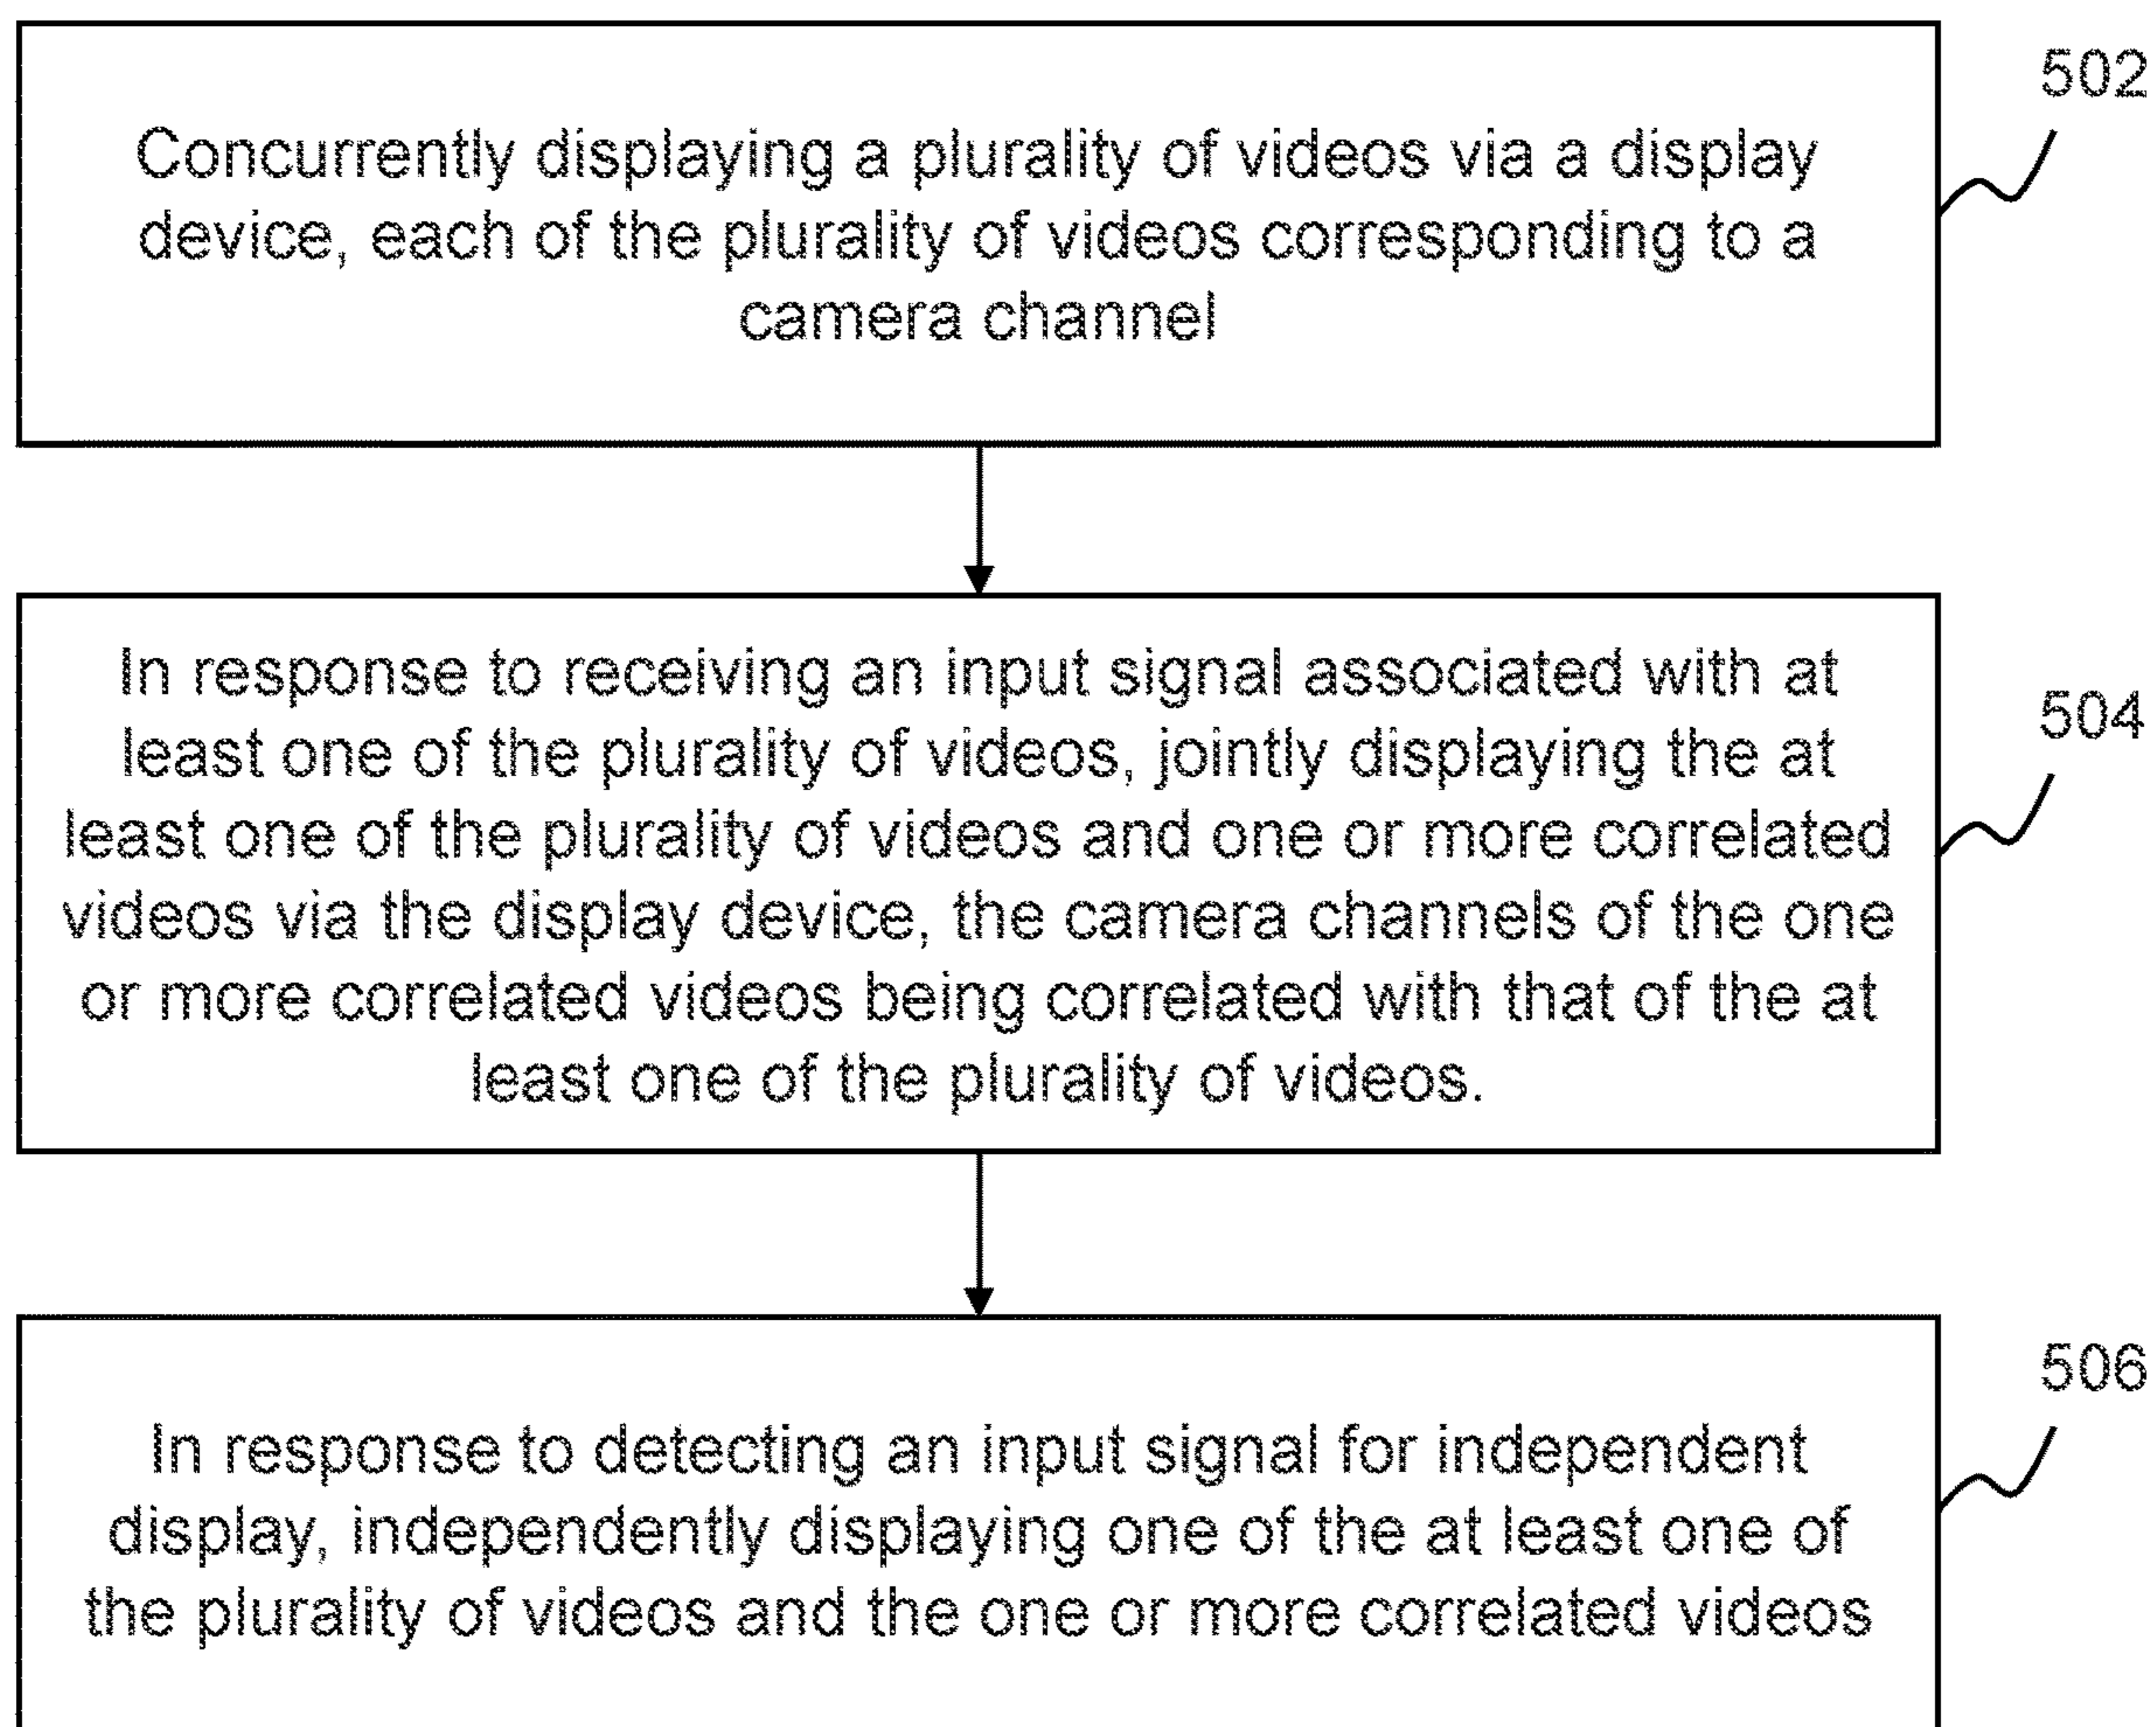 502
Concurrently displaying a plurality of videos via a display
device, each of the plurality of videos corresponding to a
camera channel
504
In response to receiving an input signal associated with at
least one of the plurality of videos, jointly displaying the at
least one of the plurality of videos and one or more correlated
videos via the display device, the camera channels of the one
or more correlated videos being correlated with that of the at
least one of the plurality of videos.
506
In response to detecting an input signal for independent
display, independently displaying one of the at least one of
the plurality of videos and the one or more correlated videos